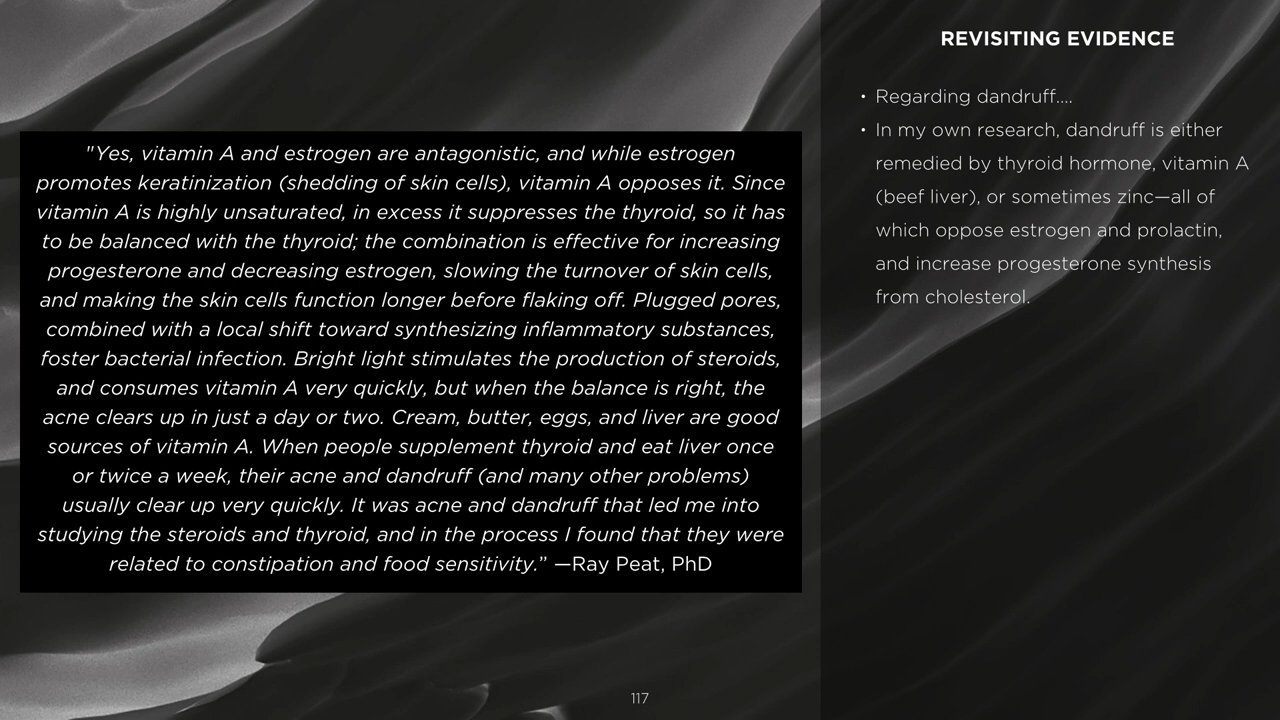 "Yes, vitamin A and estrogen are antagonistic, and while estrogen
promotes keratinization (shedding of skin cells), vitamin A opposes it. Since
vitamin A is highly unsaturated, in excess it suppresses the thyroid, so it has
to be balanced with the thyroid; the combination is effective for increasing
progesterone and decreasing estrogen, slowing the turnover of skin cells,
and making the skin cells function longer before flaking off. Plugged pores,
combined with a local shift toward synthesizing inflammatory substances,
foster bacterial infection. Bright light stimulates the production of steroids,
and consumes vitamin A very quickly, but when the balance is right, the
acne clears up in just a day or two. Cream, butter, eggs, and liver are good
sources of vitamin A. When people supplement thyroid and eat liver once
or twice a week, their acne and dandruff (and many other problems)
usually clear up very quickly. It was acne and dandruff that led me into
studying the steroids and thyroid, and in the process I found that they were
related to constipation and food sensitivity.” —Ray Peat, PhD
REVISITING EVIDENCE
• Regarding dandruff....
• In my own research, dandruff is either
remedied by thyroid hormone, vitamin A
(beef liver), or sometimes zinc—all of
which oppose estrogen and prolactin,
and increase progesterone synthesis
from cholesterol.
117